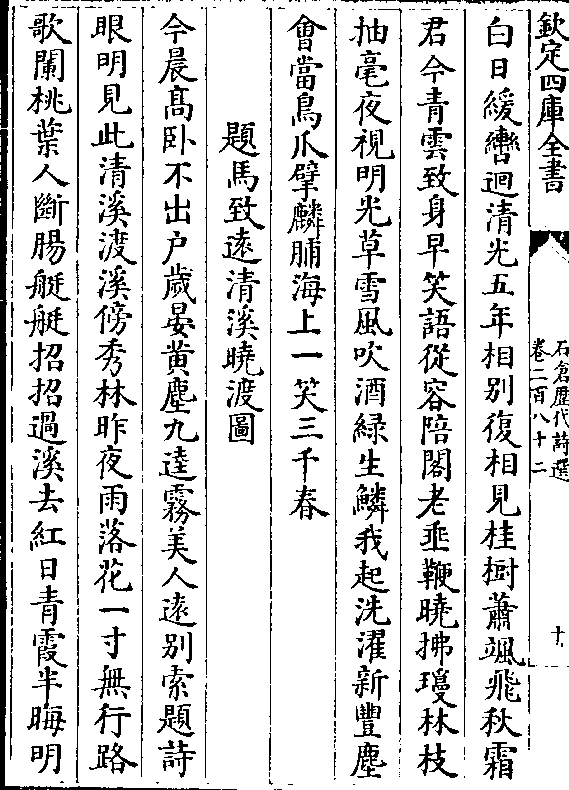 欽定四庫全書
石倉歷代詩選
卷二百八十二
十
白日緩轡迴清光五年相別復相見桂樹蕭颯飛秋霜
君今青雲致身早笑語從容陪閣老垂鞭曉拂瓊林枝
抽毫夜視明光草雪風吹酒綠生鱗我起洗濯新豐塵
會當鳥爪擘麟脯海上一笑三千春
題馬致遠清溪曉渡圖
今晨髙卧不出户歳晏黄塵九逵霧美人逺别索題詩
眼明見此清溪渡溪傍秀林昨夜雨落花一寸無行路
歌闌桃葉人斷腸艇艇招招過溪去紅日青霞半晦明